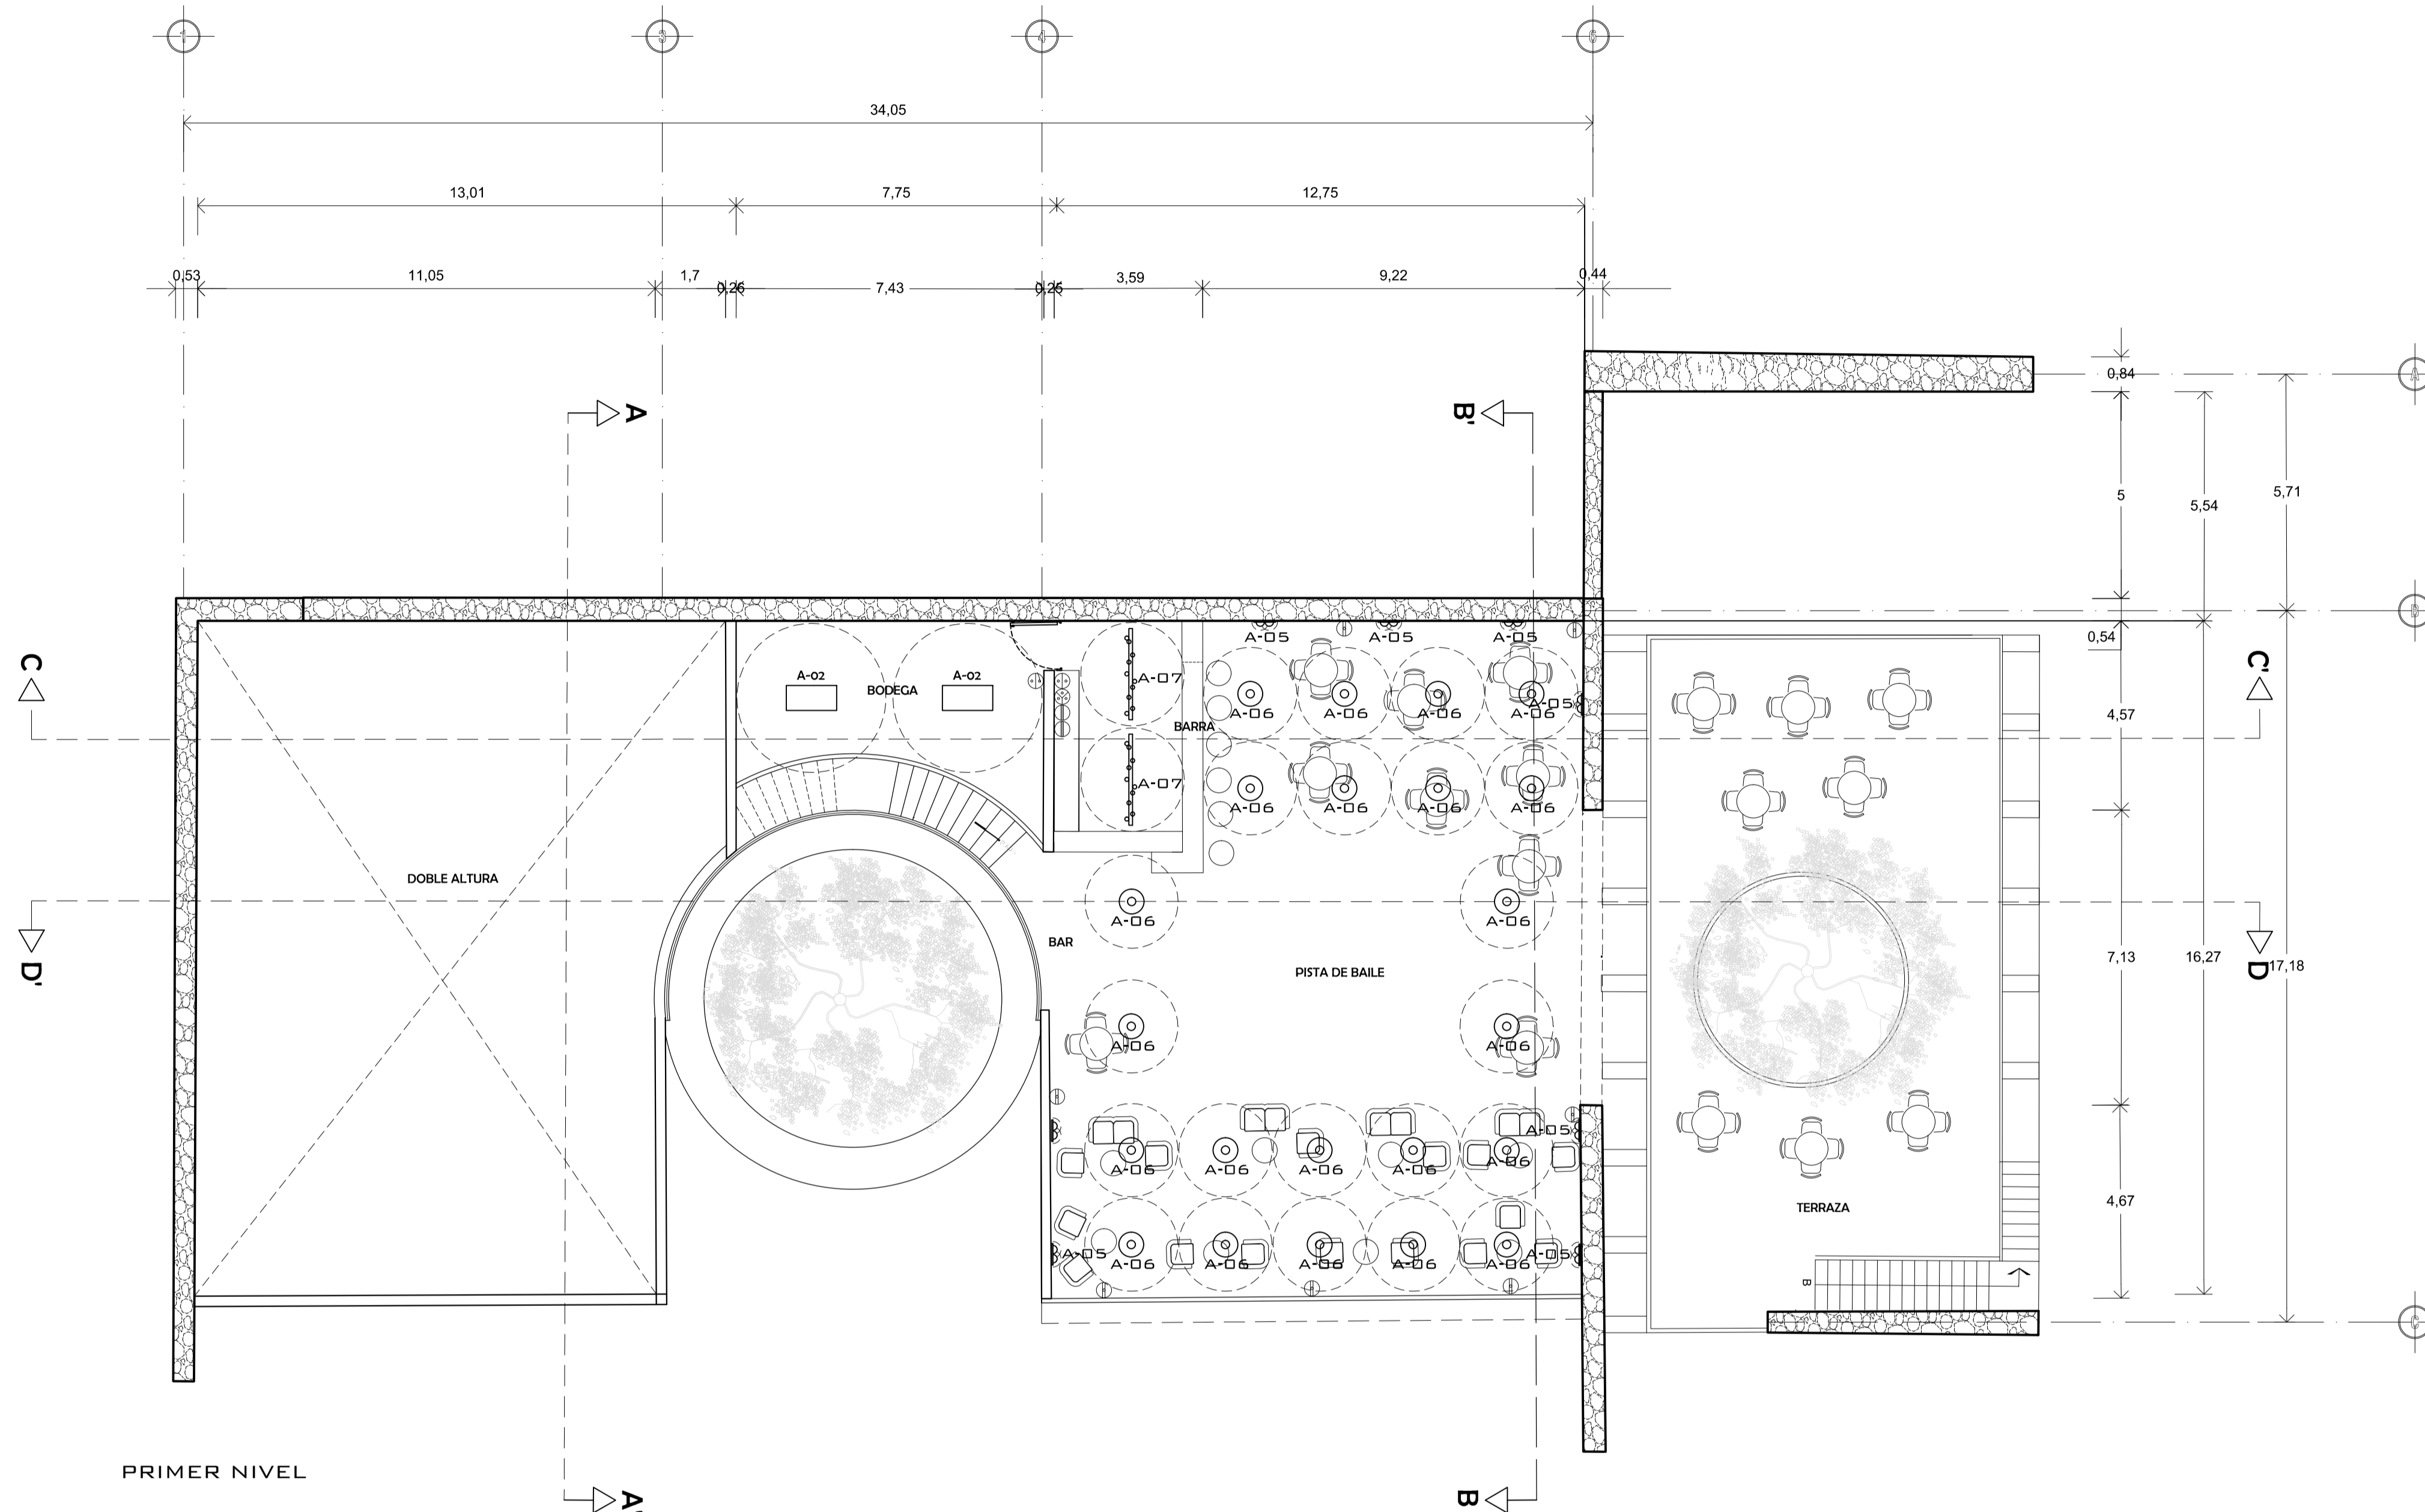 1 3 4 6
34,05
13,01 7,75 12,75
0,53 11,05 1,7 0,26 7,43 0,26 3,59 9,22 0,44
0,84
A
A B'
5 5,54 5,71
B
A-05 A-05 A-05
0,54
C C'
A-02 A-02 A-07
BODEGA
A-05
A-06 A-06 A-06 A-06
4,57
BARRA
A-07
A-06 A-06 A-06 A-06
DOBLE ALTURA
A-06 A-06
BAR
7,13 16,27 17,18
D' D
PISTA DE BAILE
A-06 A-06
A-05
A-06 A-06 A-06 A-06 A-06
4,67
TERRAZA
A-05 A-05
A-06 A-06 A-06 A-06 A-06
B
PRIMER NIVEL
A' B